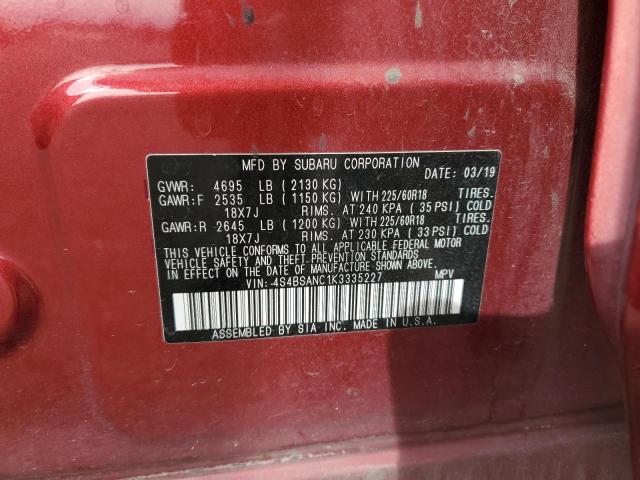 MFD BY SUBARU CORPORATION
DATE: 03/19
GVWR: 4695 LB (2130 KG)
GAWR:F 2535 LB (1150 KG) WITH 225/60R18 TIRES.
18X7J RIMS. AT 240 KPA (35 PSI) COLD
GAWR:R 2645 LB (1200 KG) WITH 225/60R18 TIRES.
18X7J RIMS. AT 230 KPA (33 PSI) COLD
THIS VEHICLE CONFORMS TO ALL APPLICABLE FEDERAL MOTOR
VEHICLE SAFETY AND THEFT PREVENTION STANDARDS
IN EFFECT ON THE DATE OF MANUFACTURE SHOWN ABOVE.
VIN:-4S4BSANC1K3335227 MPV
ASSEMBLED BY SIA INC. MADE IN U.S.A.